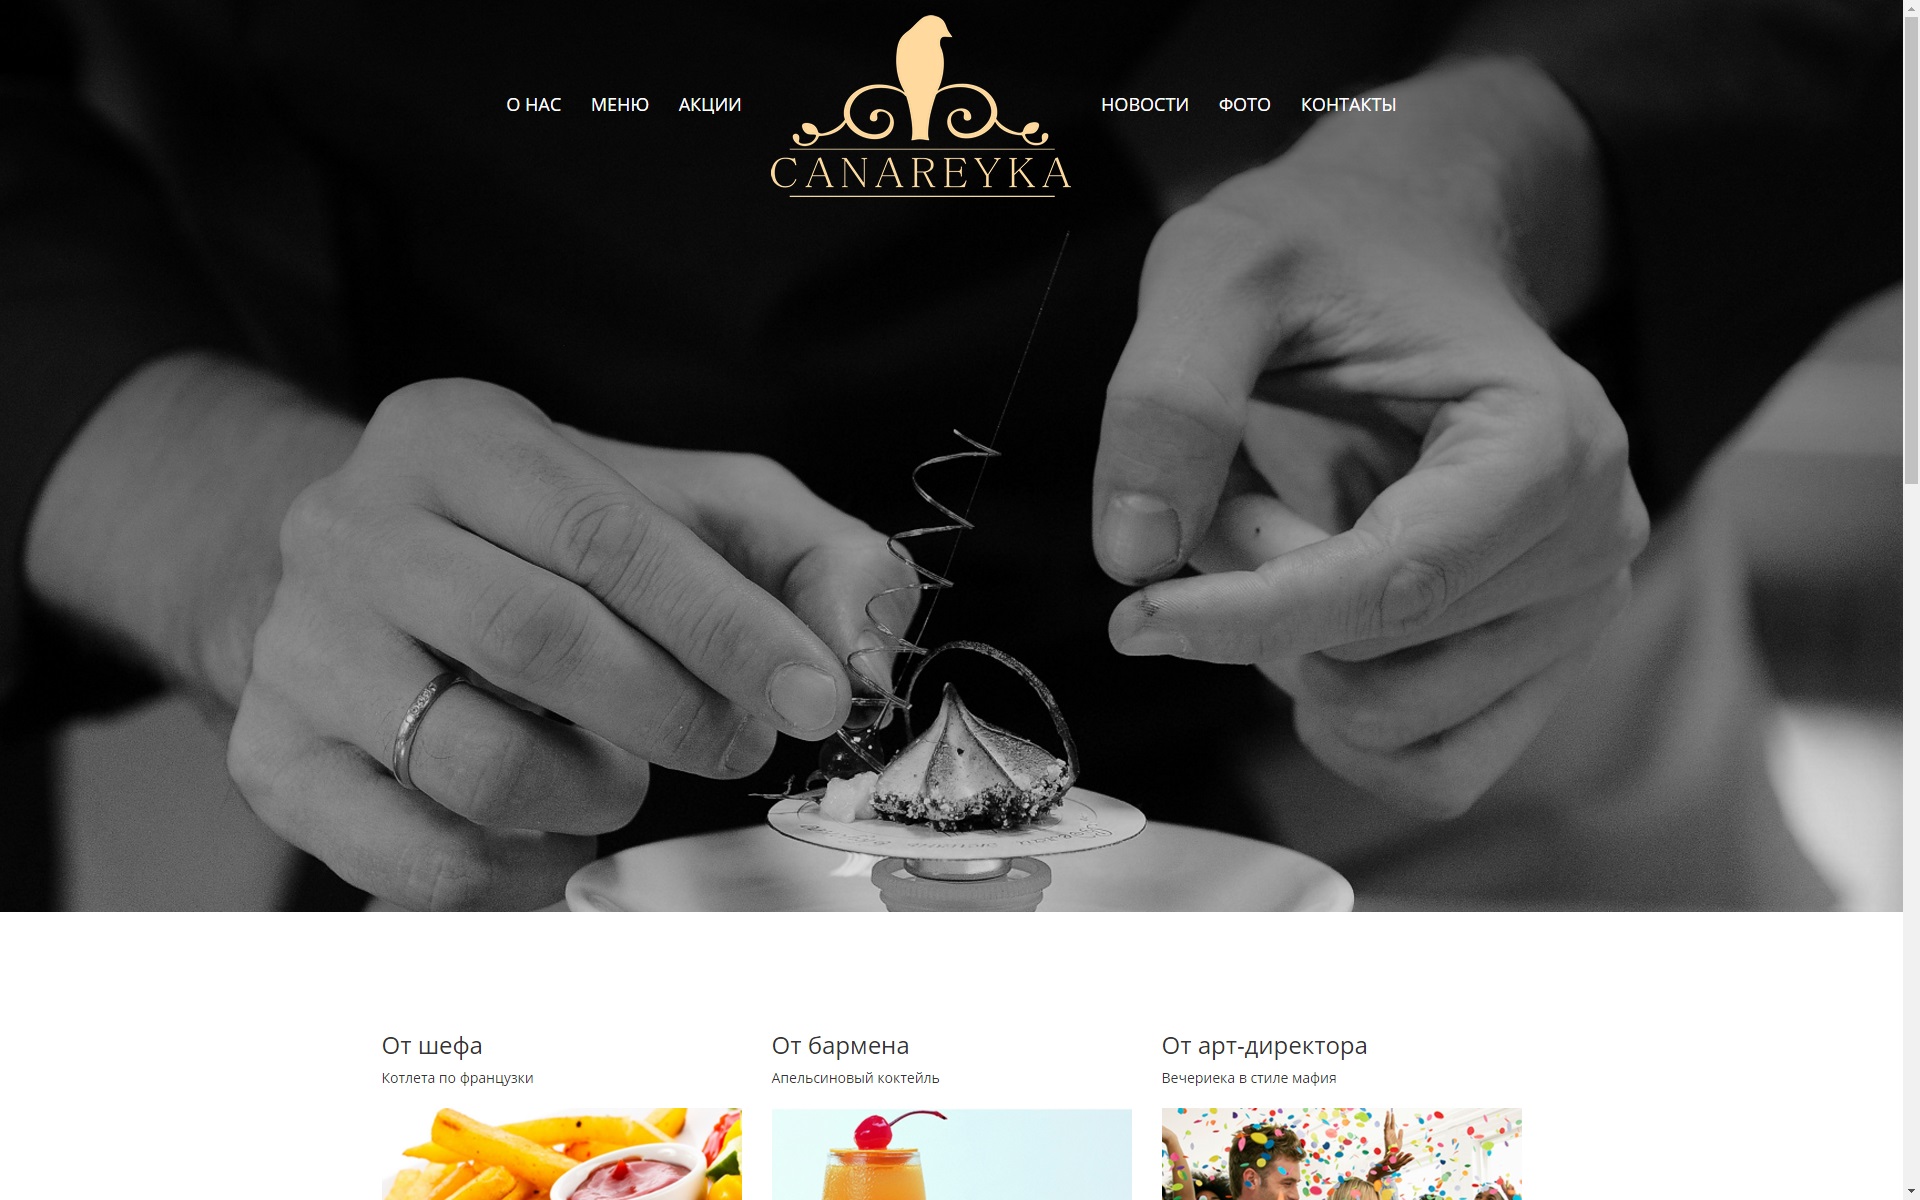 О НАС
МЕНЮ
АКЦИИ
CANAREYKA
НОВОСТИ
ФОТО
КОНТАКТЫ
От шефа
Котлета по французки
От бармена
Апельсиновый коктейль
От арт-директора
Вечериека в стиле мафия